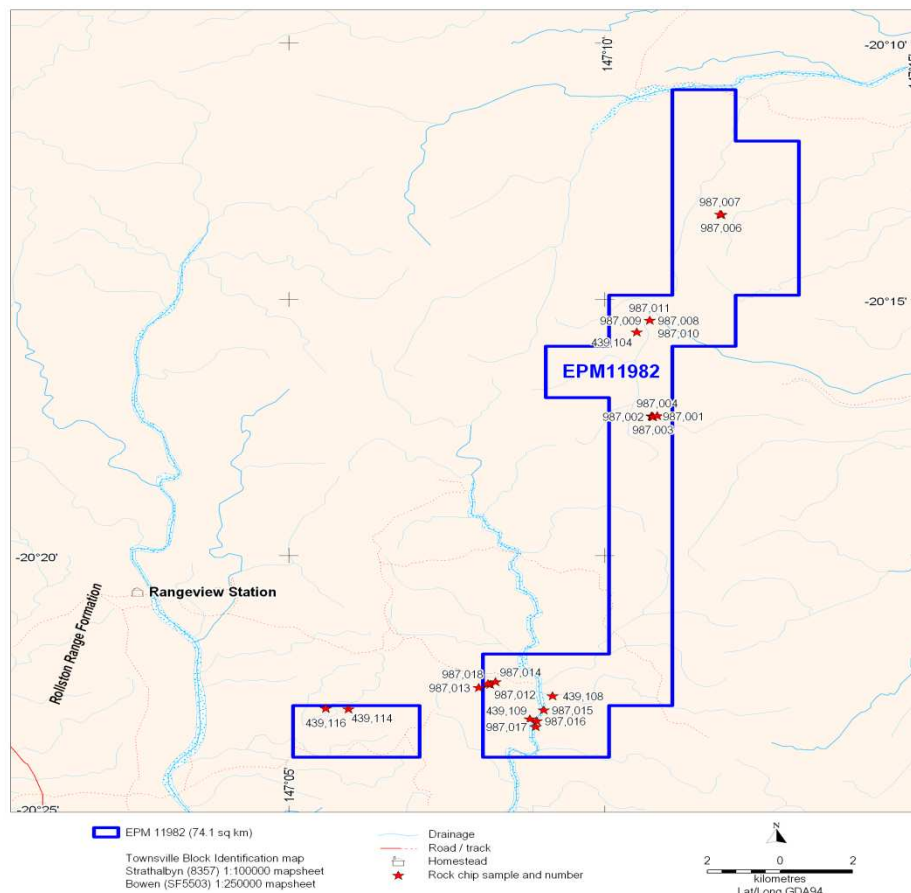 147°10'
-20°10'
147°15'
987,007
987,006
-20°15'
987,011
987,009
987,008
987,010
439,104
EPM11982
987,004
987,002
987,001
987,003
-20°20'
Rangeview Station
Rollston Range Formation
987,018
987,014
987,013
987,012
439,108
439,109
987,015
987,016
987,017
439,116
439,114
147°05'
-20°25'
EPM 11982 (74.1 sq km)
Townsville Block Identification map
Strathalbyn (8357) 1:100000 mapsheet
Bowen (SF5503) 1:250000 mapsheet
Drainage
Road / track
Homestead
Rock chip sample and number
N
2 0 2
kilometres
Lat/Long GDA94